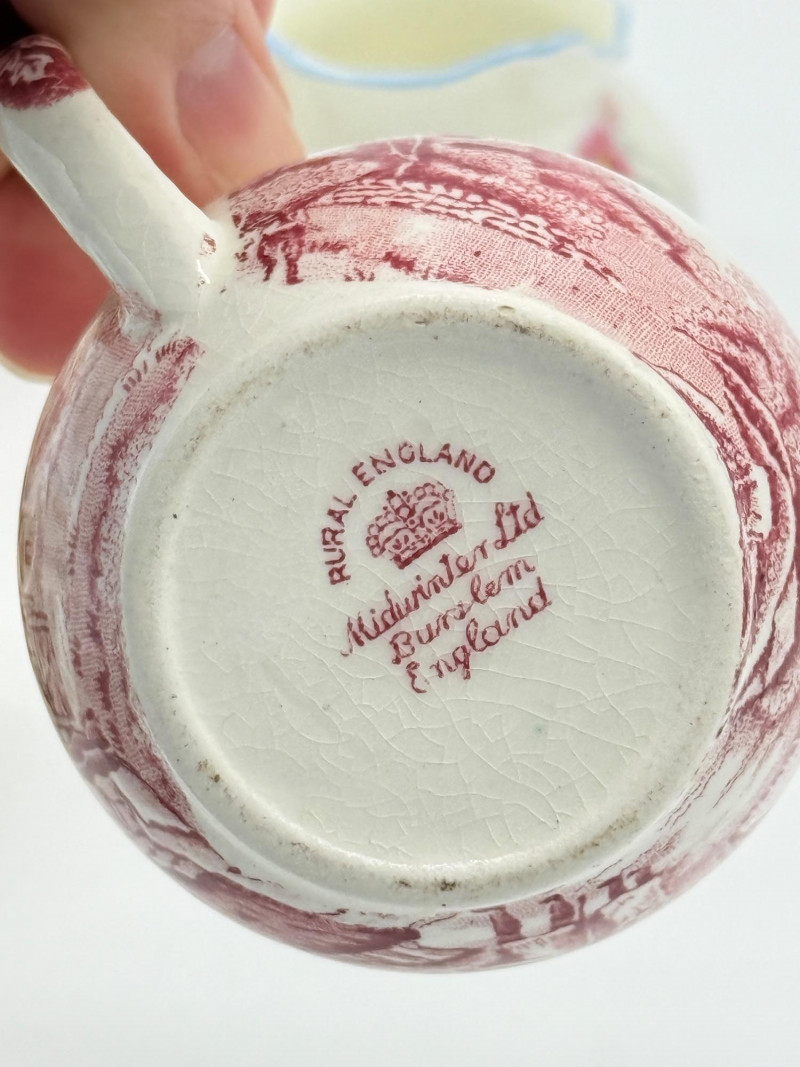 RURAL ENGLAND
Midwinter Ltd
Burslem
England